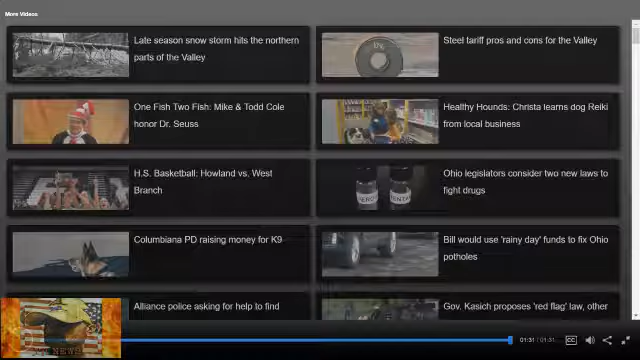 More Videos
Late season snow storm hits the northern
parts of the Valley
Steel tariff pros and cons for the Valley
One Fish Two Fish: Mike & Todd Cole
honor Dr. Seuss
Healthy Hounds: Christa learns dog Reiki
from local business
H.S. Basketball: Howland vs. West
Branch
Ohio legislators consider two new laws to
fight drugs
Columbiana PD raising money for K9
Bill would use 'rainy day' funds to fix Ohio
potholes
Alliance police asking for help to find
Gov. Kasich proposes 'red flag' law, other
01:31 / 01:31
CC